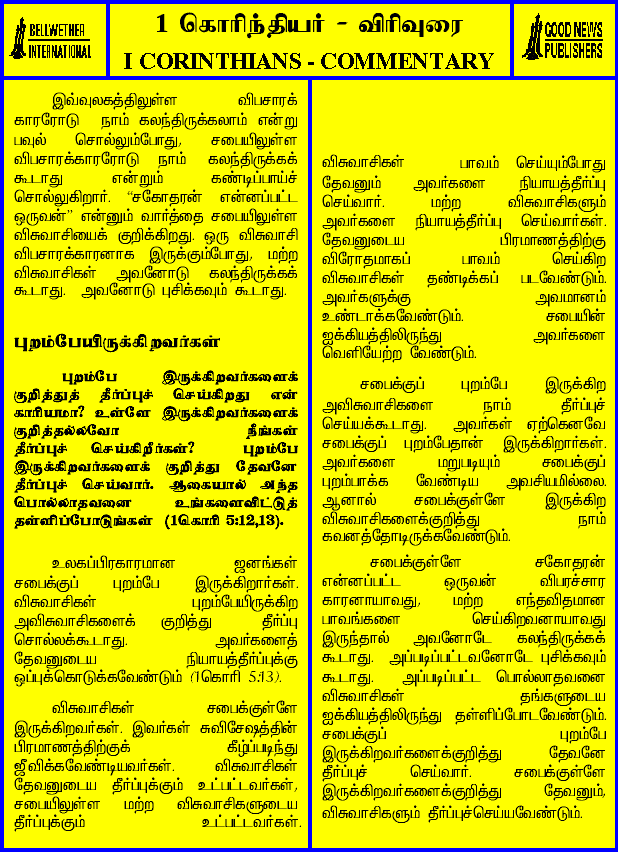 BELLWETHER
INTERNATIONAL
1 கொரிந்தியர் - விரிவுரை
I CORINTHIANS - COMMENTARY
GOOD NEWS
PUBLISHERS
இவ்வுலகத்திலுள்ள விபசாரக்
காரரோடு நாம் கலந்திருக்கலாம் என்று
பவுல் சொல்லும்போது, சபையிலுள்ள
விபசாரக்காரரோடு நாம் கலந்திருக்கக்
கூடாது என்றும் கண்டிப்பாய்ச்
சொல்லுகிறார். “சகோதரன் என்னப்பட்ட
ஒருவன்” என்னும் வார்த்தை சபையிலுள்ள
விசுவாசியைக் குறிக்கிறது. ஒரு விசுவாசி
விபசாரக்காரனாக இருக்கும்போது, மற்ற
விசுவாசிகள் அவனோடு கலந்திருக்கக்
கூடாது. அவனோடு புசிக்கவும் கூடாது.
புறம்பேயிருக்கிறவர்கள்
புறம்பே இருக்கிறவர்களைக்
குறித்துத் தீர்ப்புச் செய்கிறது என்
காரியமா? உள்ளே இருக்கிறவர்களைக்
குறித்தல்லவோ நீங்கள்
தீர்ப்புச் செய்கிறீர்கள்? புறம்பே
இருக்கிறவர்களைக் குறித்து தேவனே
தீர்ப்புச் செய்வார். ஆகையால் அந்த
பொல்லாதவனை உங்களைவிட்டுத்
தள்ளிப்போடுங்கள் (1கொரி 5:12,13).
உலகப்பிரகாரமான ஜனங்கள்
சபைக்குப் புறம்பே இருக்கிறார்கள்.
விசுவாசிகள் புறம்பேயிருக்கிற
அவிசுவாசிகளைக் குறித்து தீர்ப்பு
சொல்லக்கூடாது. அவர்களைத்
தேவனுடைய நியாயத்தீர்ப்புக்கு
ஒப்புக்கொடுக்கவேண்டும் (1கொரி 5:13).
விசுவாசிகள் சபைக்குள்ளே
இருக்கிறவர்கள். இவர்கள் சுவிசேஷத்தின்
பிரமாணத்திற்குக் கீழ்ப்படிந்து
ஜீவிக்கவேண்டியவர்கள். விசுவாசிகள்
தேவனுடைய தீர்ப்புக்கும் உட்பட்டவர்கள்,
சபையிலுள்ள மற்ற விசுவாசிகளுடைய
தீர்ப்புக்கும் உட்பட்டவர்கள்.
விசுவாசிகள் பாவம் செய்யும்போது
தேவனும் அவர்களை நியாயத்தீர்ப்பு
செய்வார். மற்ற விசுவாசிகளும்
அவர்களை நியாயத்தீர்ப்பு செய்வார்கள்.
தேவனுடைய பிரமாணத்திற்கு
விரோதமாகப் பாவம் செய்கிற
விசுவாசிகள் தண்டிக்கப் படவேண்டும்.
அவர்களுக்கு அவமானம்
உண்டாக்கவேண்டும். சபையின்
ஐக்கியத்திலிருந்து அவர்களை
வெளியேற்ற வேண்டும்.
சபைக்குப் புறம்பே இருக்கிற
அவிசுவாசிகளை நாம் தீர்ப்புச்
செய்யக்கூடாது. அவர்கள் ஏற்கெனவே
சபைக்குப் புறம்பேதான் இருக்கிறார்கள்.
அவர்களை மறுபடியும் சபைக்குப்
புறம்பாக்க வேண்டிய அவசியமில்லை.
ஆனால் சபைக்குள்ளே இருக்கிற
விசுவாசிகளைக்குறித்து நாம்
கவனத்தோடிருக்கவேண்டும்.
சபைக்குள்ளே சகோதரன்
என்னப்பட்ட ஒருவன் விபரச்சார
காரனாயாவது, மற்ற எந்தவிதமான
பாவங்களை செய்கிறவனாயாவது
இருந்தால் அவனோடே கலந்திருக்கக்
கூடாது. அப்படிப்பட்டவனோடே புசிக்கவும்
கூடாது. அப்படிப்பட்ட பொல்லாதவனை
விசுவாசிகள் தங்களுடைய
ஐக்கியத்திலிருந்து தள்ளிப்போடவேண்டும்.
சபைக்குப் புறம்பே
இருக்கிறவர்களைக்குறித்து தேவனே
தீர்ப்புச் செய்வார். சபைக்குள்ளே
இருக்கிறவர்களைக்குறித்து தேவனும்,
விசுவாசிகளும் தீர்ப்புச்செய்யவேண்டும்.